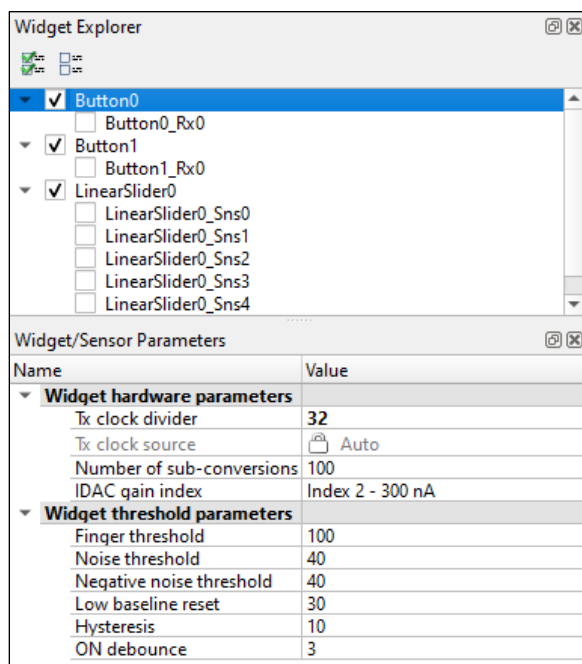 Widget Explorer
Button0
Button0_Rx0
Button1
Button1_Rx0
LinearSlider0
LinearSlider0_Sns0
LinearSlider0_Sns1
LinearSlider0_Sns2
LinearSlider0_Sns3
LinearSlider0_Sns4
Widget/Sensor Parameters
Name Value
Widget hardware parameters
Tx clock divider 32
Tx clock source Auto
Number of sub-conversions 100
IDAC gain index Index 2 - 300 nA
Widget threshold parameters
Finger threshold 100
Noise threshold 40
Negative noise threshold 40
Low baseline reset 30
Hysteresis 10
ON debounce 3